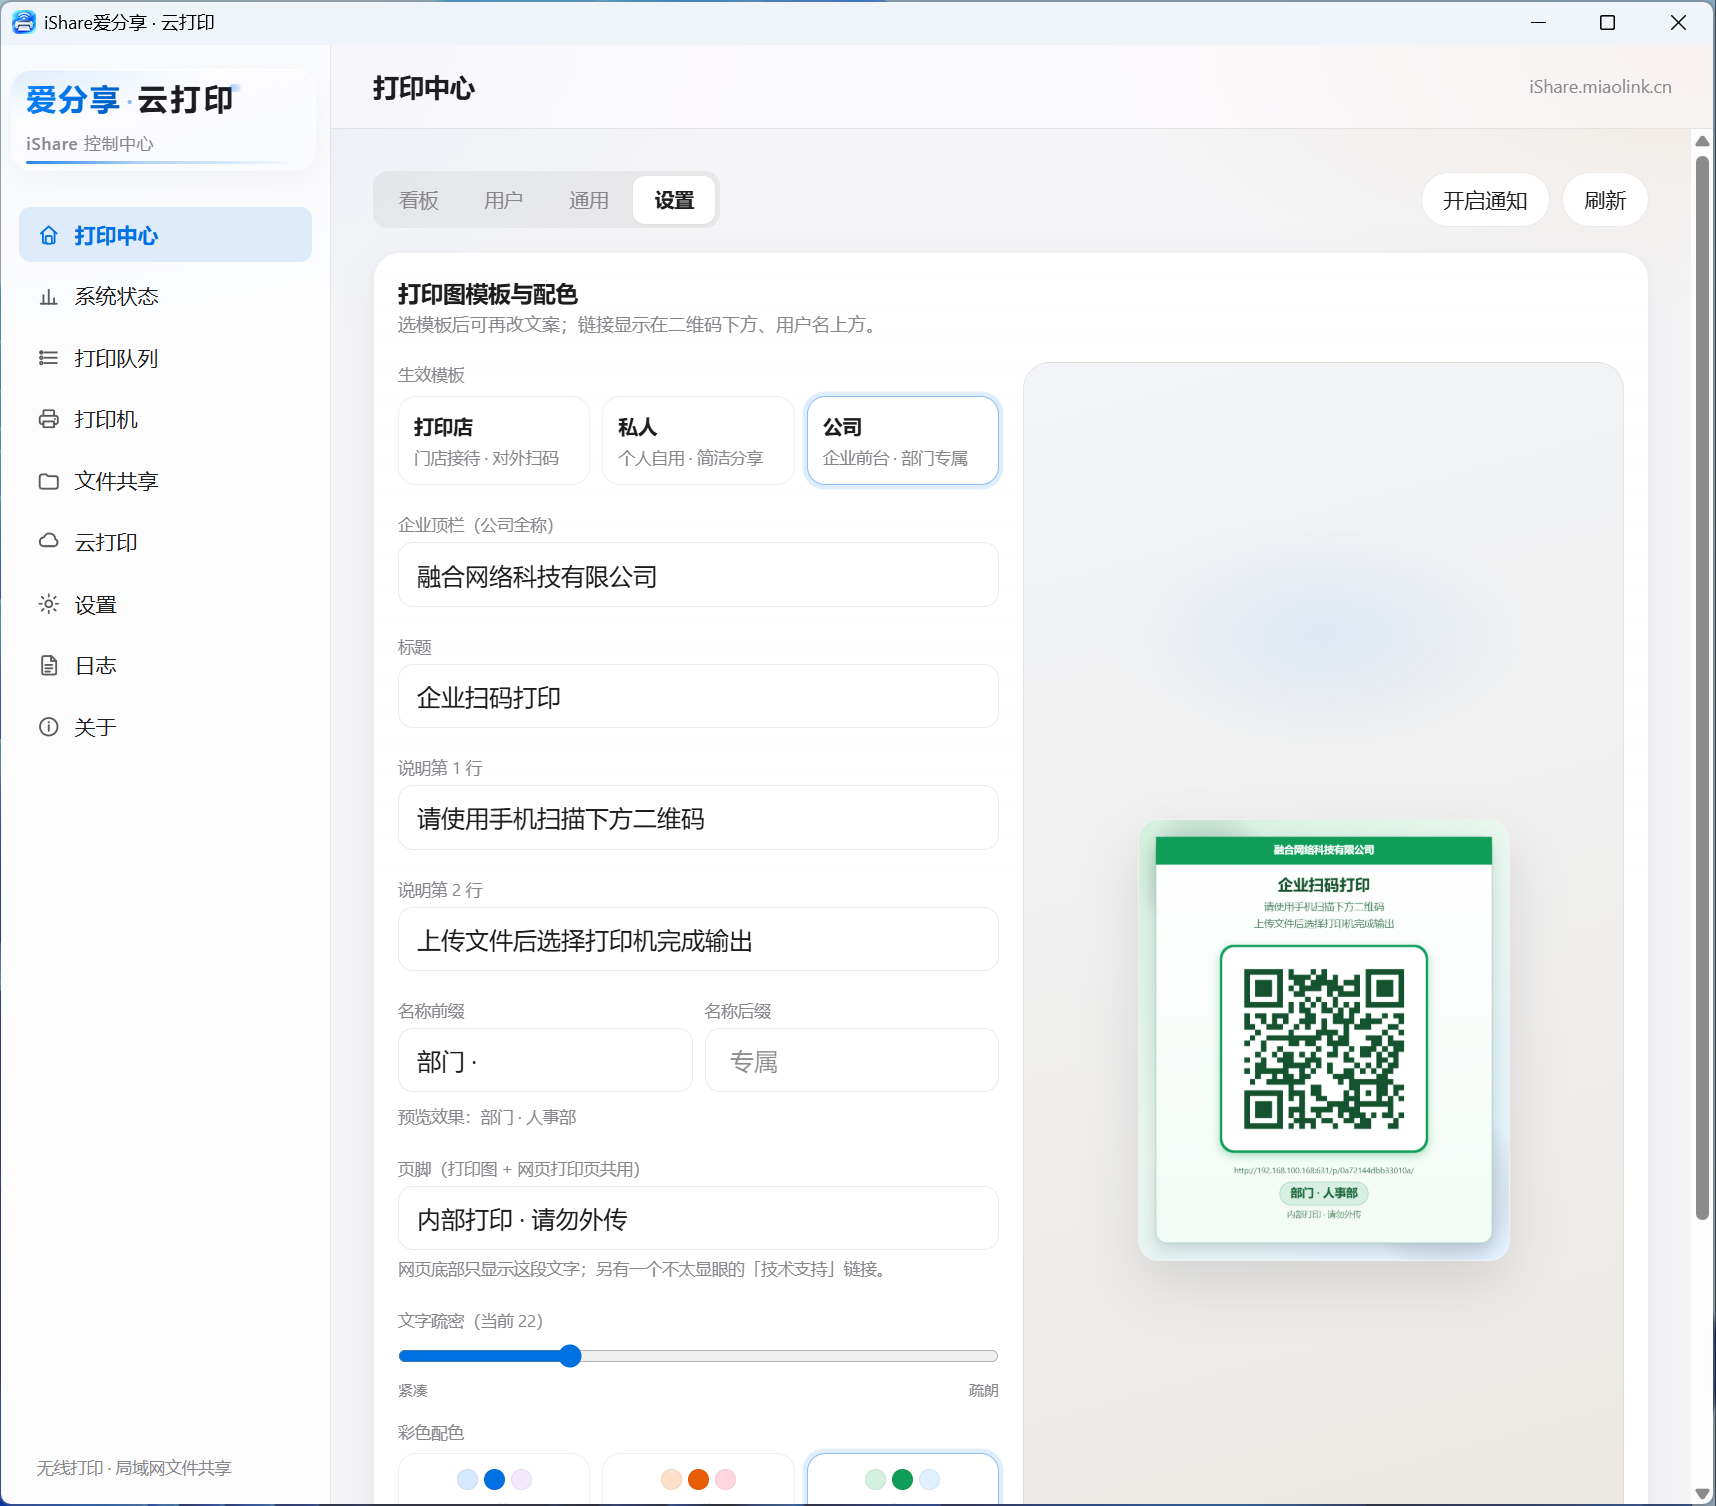 iShare爱分享 · 云打印
爱分享 · 云打印
iShare 控制中心
打印中心
系统状态
打印队列
打印机
文件共享
云打印
设置
日志
关于
无线打印 · 局域网文件共享
打印中心
iShare.miaolink.cn
看板
用户
通用
设置
开启通知
刷新
打印图模板与配色
选模板后可再改文案；链接显示在二维码下方、用户名上方。
生效模板
打印店
门店接待 · 对外扫码
私人
个人自用 · 简洁分享
公司
企业前台 · 部门专属
企业顶栏（公司全称）
融合网络科技有限公司
标题
企业扫码打印
说明第 1 行
请使用手机扫描下方二维码
说明第 2 行
上传文件后选择打印机完成输出
名称前缀
名称后缀
部门 ·
专属
预览效果：部门 · 人事部
页脚（打印图 + 网页打印页共用）
内部打印 · 请勿外传
网页底部只显示这段文字；另有一个不太显眼的「技术支持」链接。
文字疏密（当前 22）
紧凑
疏朗
彩色配色
融合网络科技有限公司
企业扫码打印
请使用手机扫描下方二维码
上传文件后选择打印机完成输出
http://192.168.100.168:631/p/0a72144dbb33010a/
部门 · 人事部
内部打印 · 请勿外传